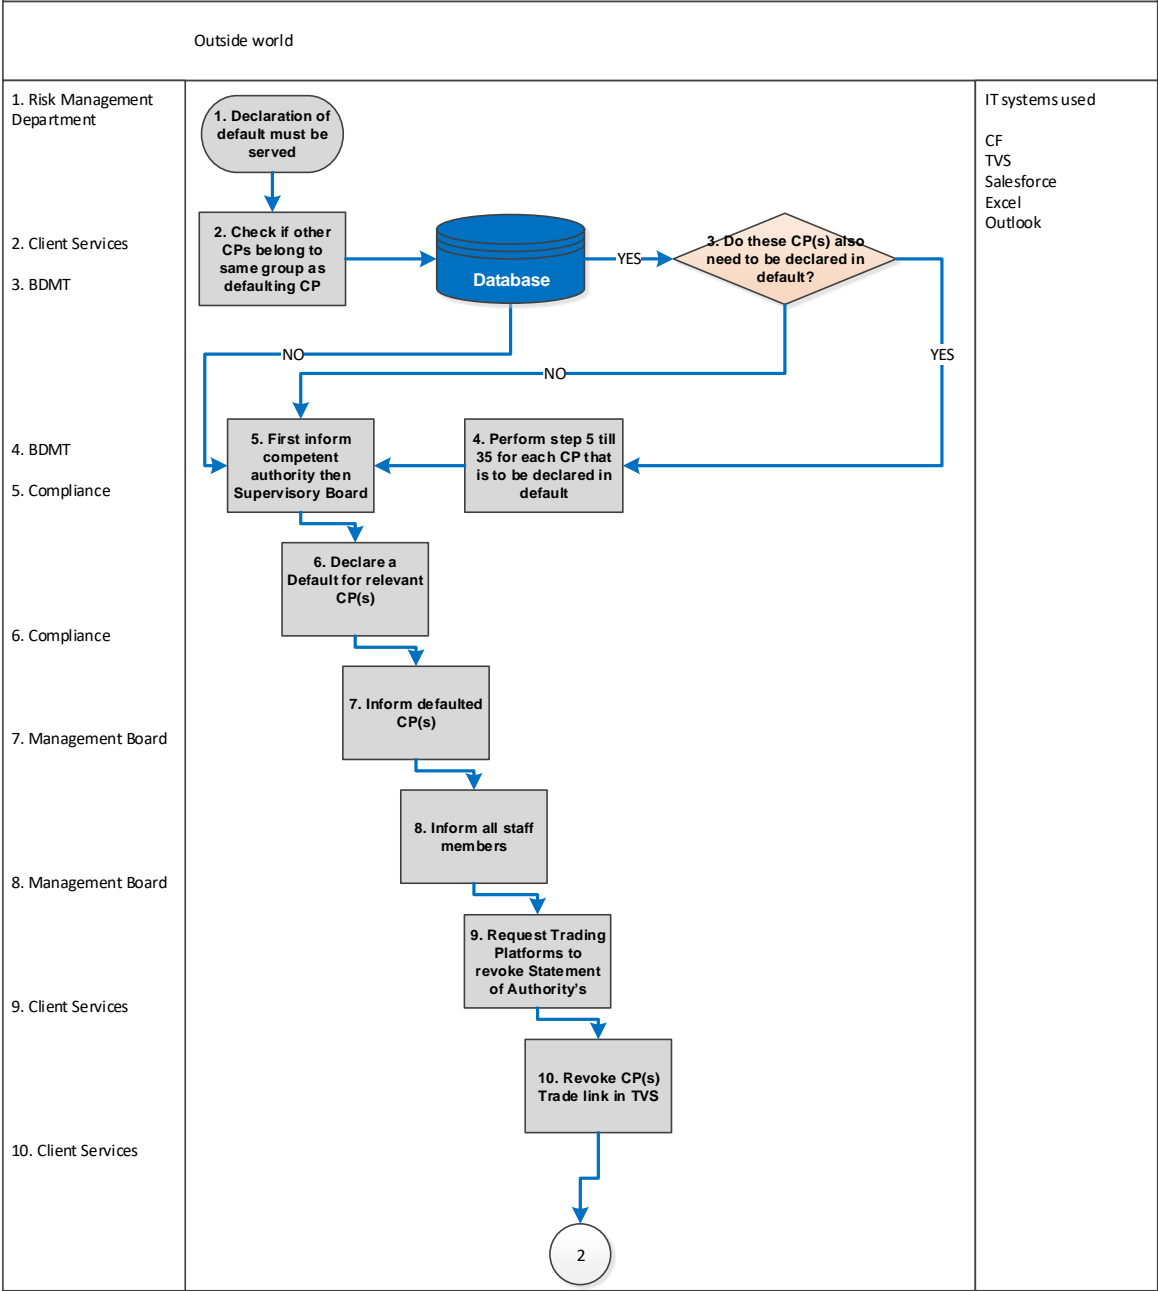 Outside world
1. Risk Management
Department
2. Client Services
3. BDMT
4. BDMT
5. Compliance
6. Compliance
7. Management Board
8. Management Board
9. Client Services
10. Client Services
1. Declaration of
default must be
served
2. Check if other
CPs belong to
same group as
defaulting CP
Database
YES
3. Do these CP(s) also
need to be declared in
default?
NO
NO
YES
5. First inform
competent
authority then
Supervisory Board
4. Perform step 5 till
35 for each CP that
is to be declared in
default
6. Declare a
Default for relevant
CP(s)
7. Inform defaulted
CP(s)
8. Inform all staff
members
9. Request Trading
Platforms to
revoke Statement
of Authority's
10. Revoke CP(s)
Trade link in TVS
2
IT systems used
CF
TVS
Salesforce
Excel
Outlook